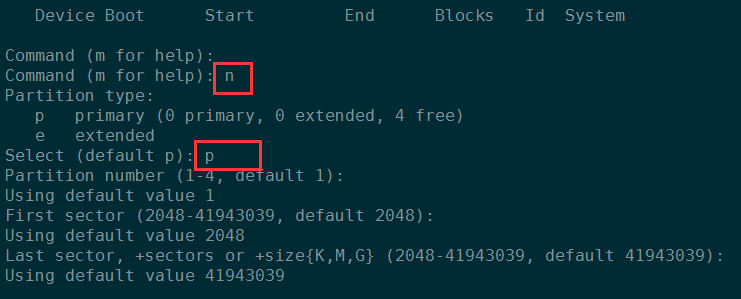 Device Boot      Start         End      Blocks   Id  System
Command (m for help):
Command (m for help): n
Partition type:
   p   primary (0 primary, 0 extended, 4 free)
   e   extended
Select (default p): p
Partition number (1-4, default 1):
Using default value 1
First sector (2048-41943039, default 2048):
Using default value 2048
Last sector, +sectors or +size{K,M,G} (2048-41943039, default 41943039):
Using default value 41943039